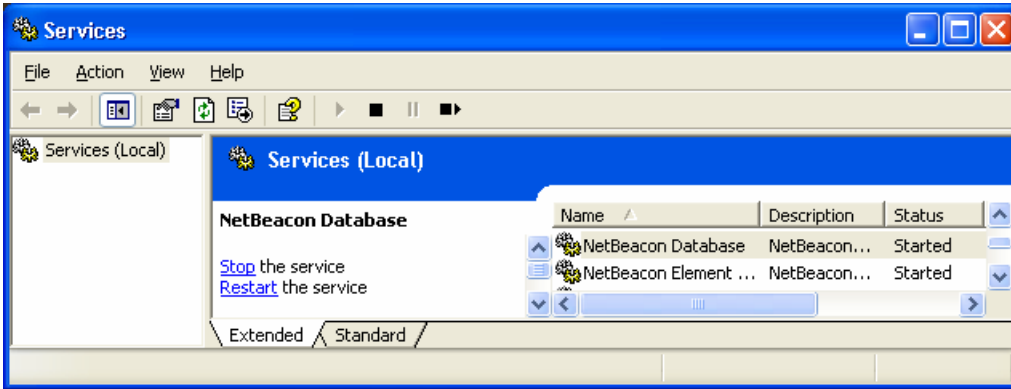 Services
File Action View Help
Services (Local)
Services (Local)
NetBeacon Database
Stop the service
Restart the service
Name Description Status
NetBeacon Database NetBeacon... Started
NetBeacon Element ... NetBeacon... Started
Extended Standard